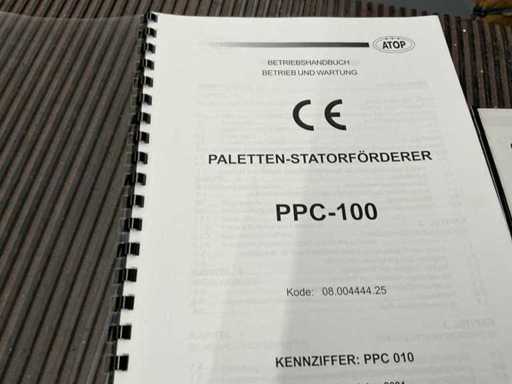 ATOP
BETRIEBSHANDBUCH
BETRIEB UND WARTUNG
CE
PALETTEN-STATORFÖRDERER
PPC-100
Kode: 08.004444.25
KENNZIFFER: PPC 010